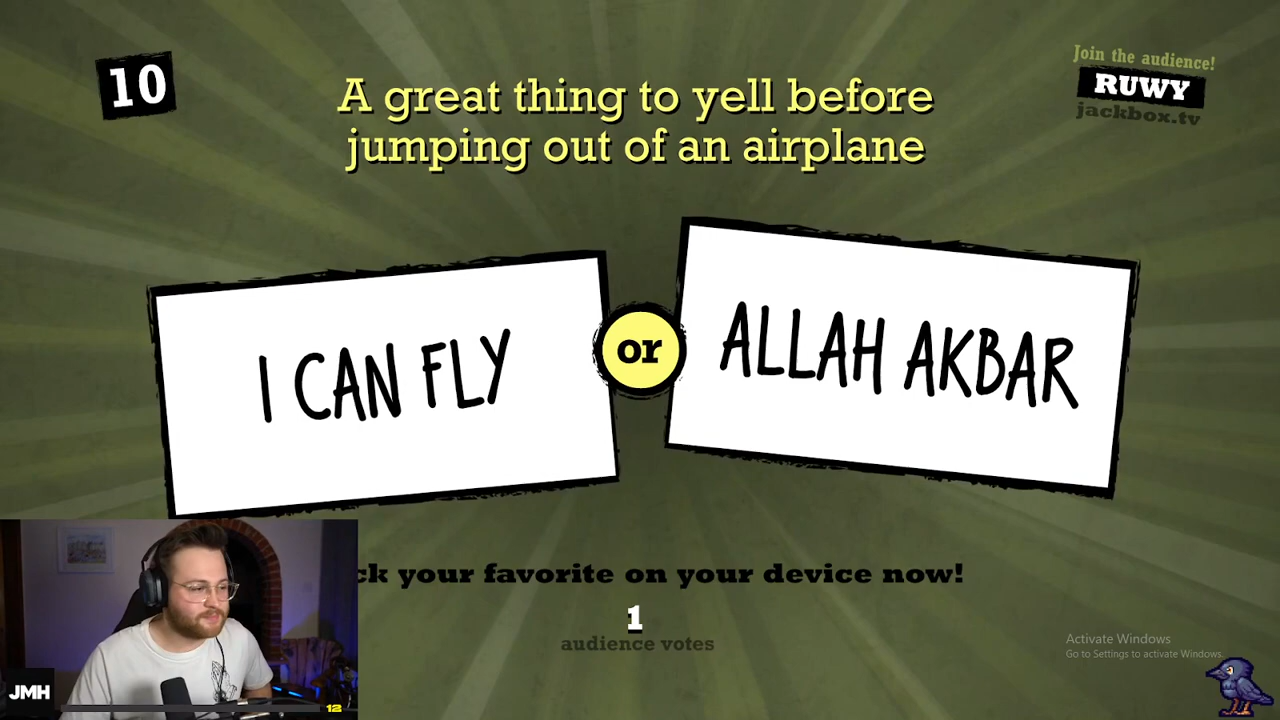 10
Join the audience!
RUWY
jackbox.tv
A great thing to yell before
jumping out of an airplane
I CAN FLY
or
ALLAH AKBAR
ck your favorite on your device now!
1
audience votes
Activate Windows
Go to Settings to activate Windows.
JMH
12